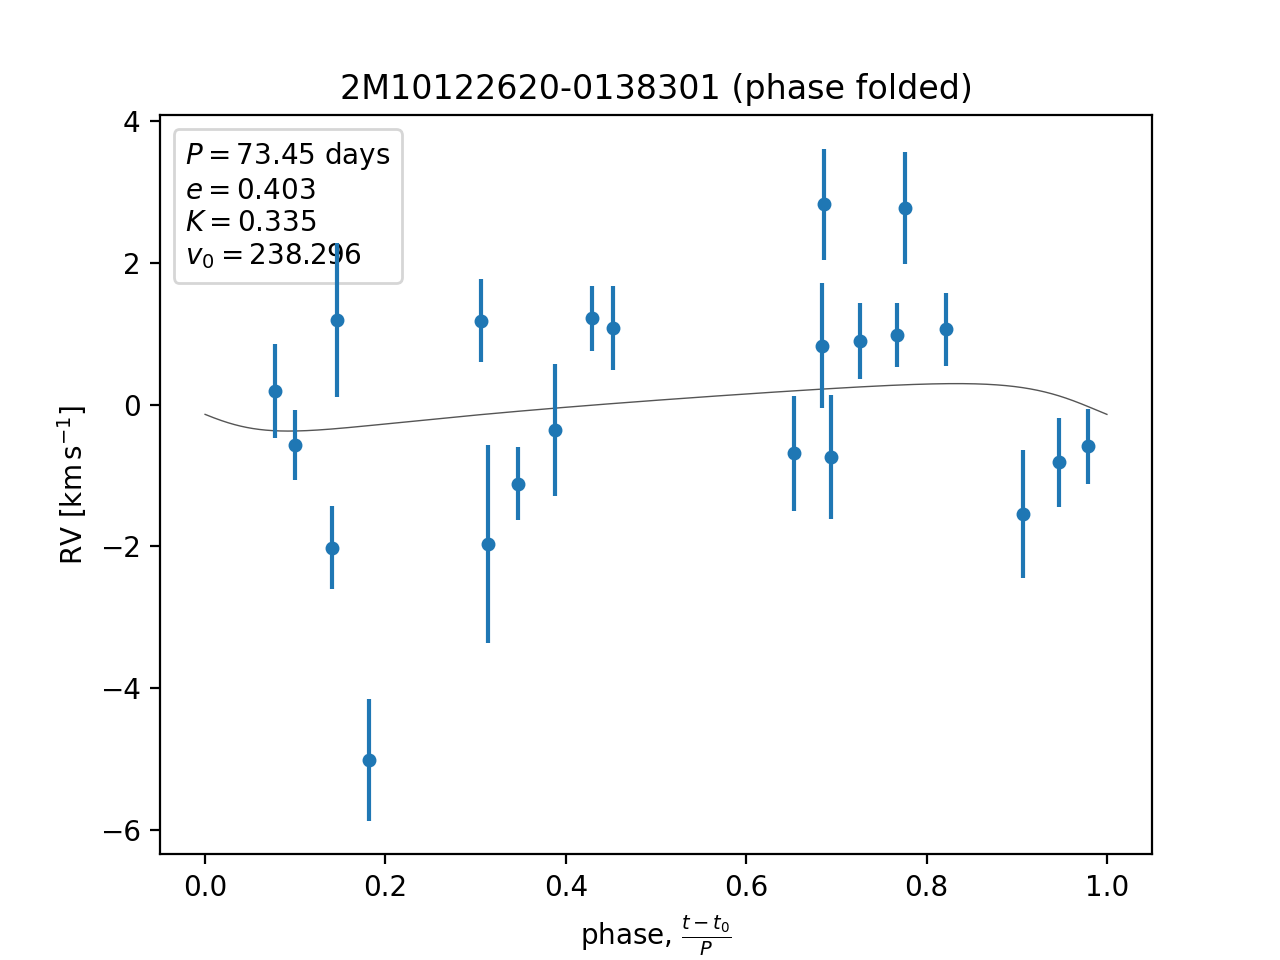 2M10122620-0138301 (phase folded)
P = 73.45 days
e = 0.403
K = 0.335
v₀ = 238.296
4
2
0
−2
−4
−6
RV [km s⁻¹]
0.0 0.2 0.4 0.6 0.8 1.0
phase, (t − t₀)/P